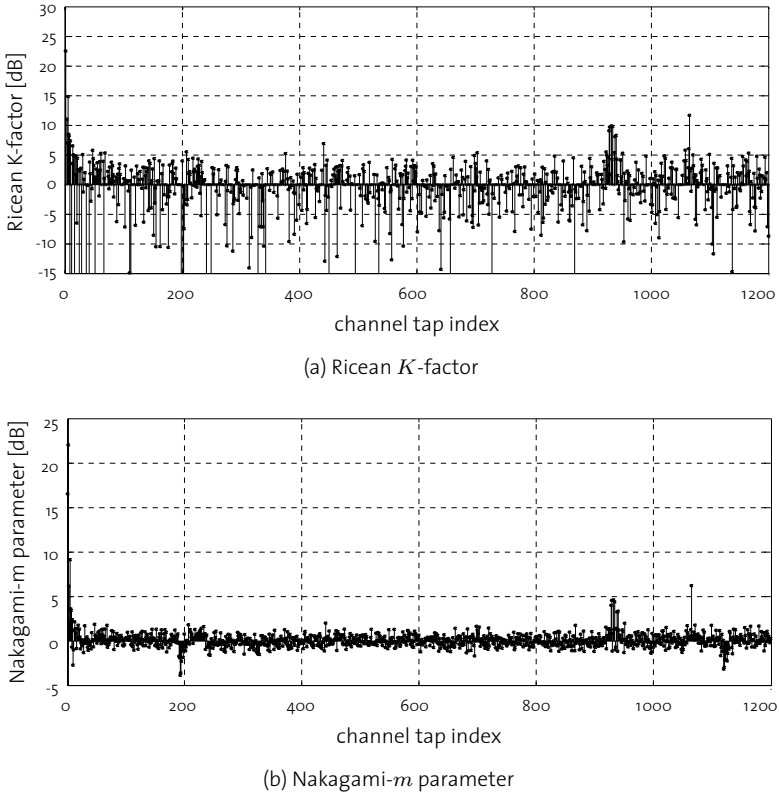 30
25
20
15
10
5
0
-5
-10
-15
Ricean K-factor [dB]
0 200 400 600 800 1000 1200
channel tap index
(a) Ricean K-factor
25
20
15
10
5
0
-5
Nakagami-m parameter [dB]
0 200 400 600 800 1000 1200
channel tap index
(b) Nakagami-m parameter